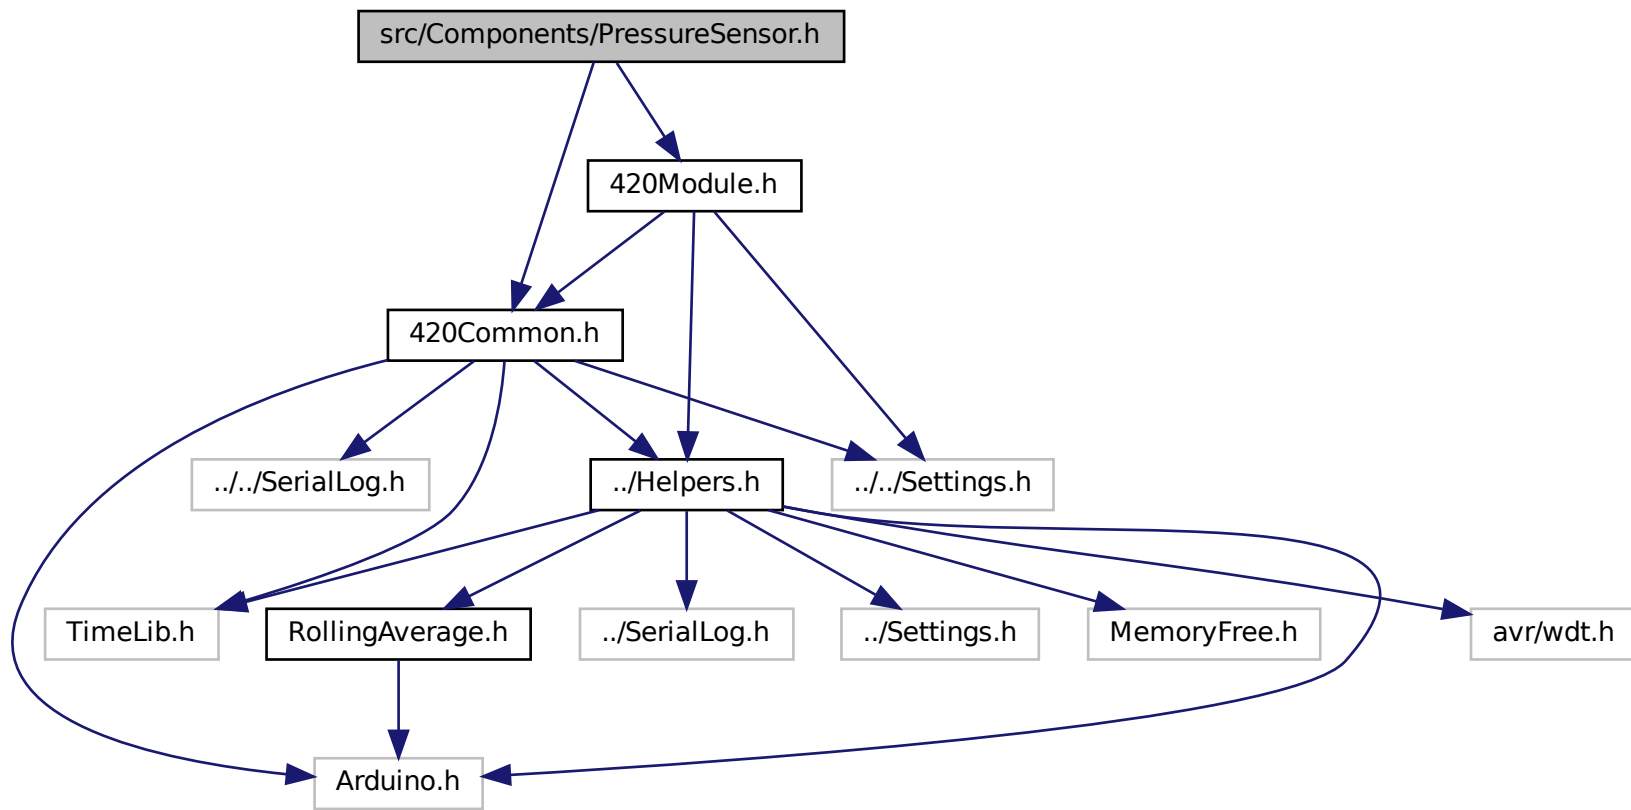 src/Components/PressureSensor.h
420Module.h
420Common.h
../../SerialLog.h
../Helpers.h
../../Settings.h
TimeLib.h
RollingAverage.h
../SerialLog.h
../Settings.h
MemoryFree.h
avr/wdt.h
Arduino.h